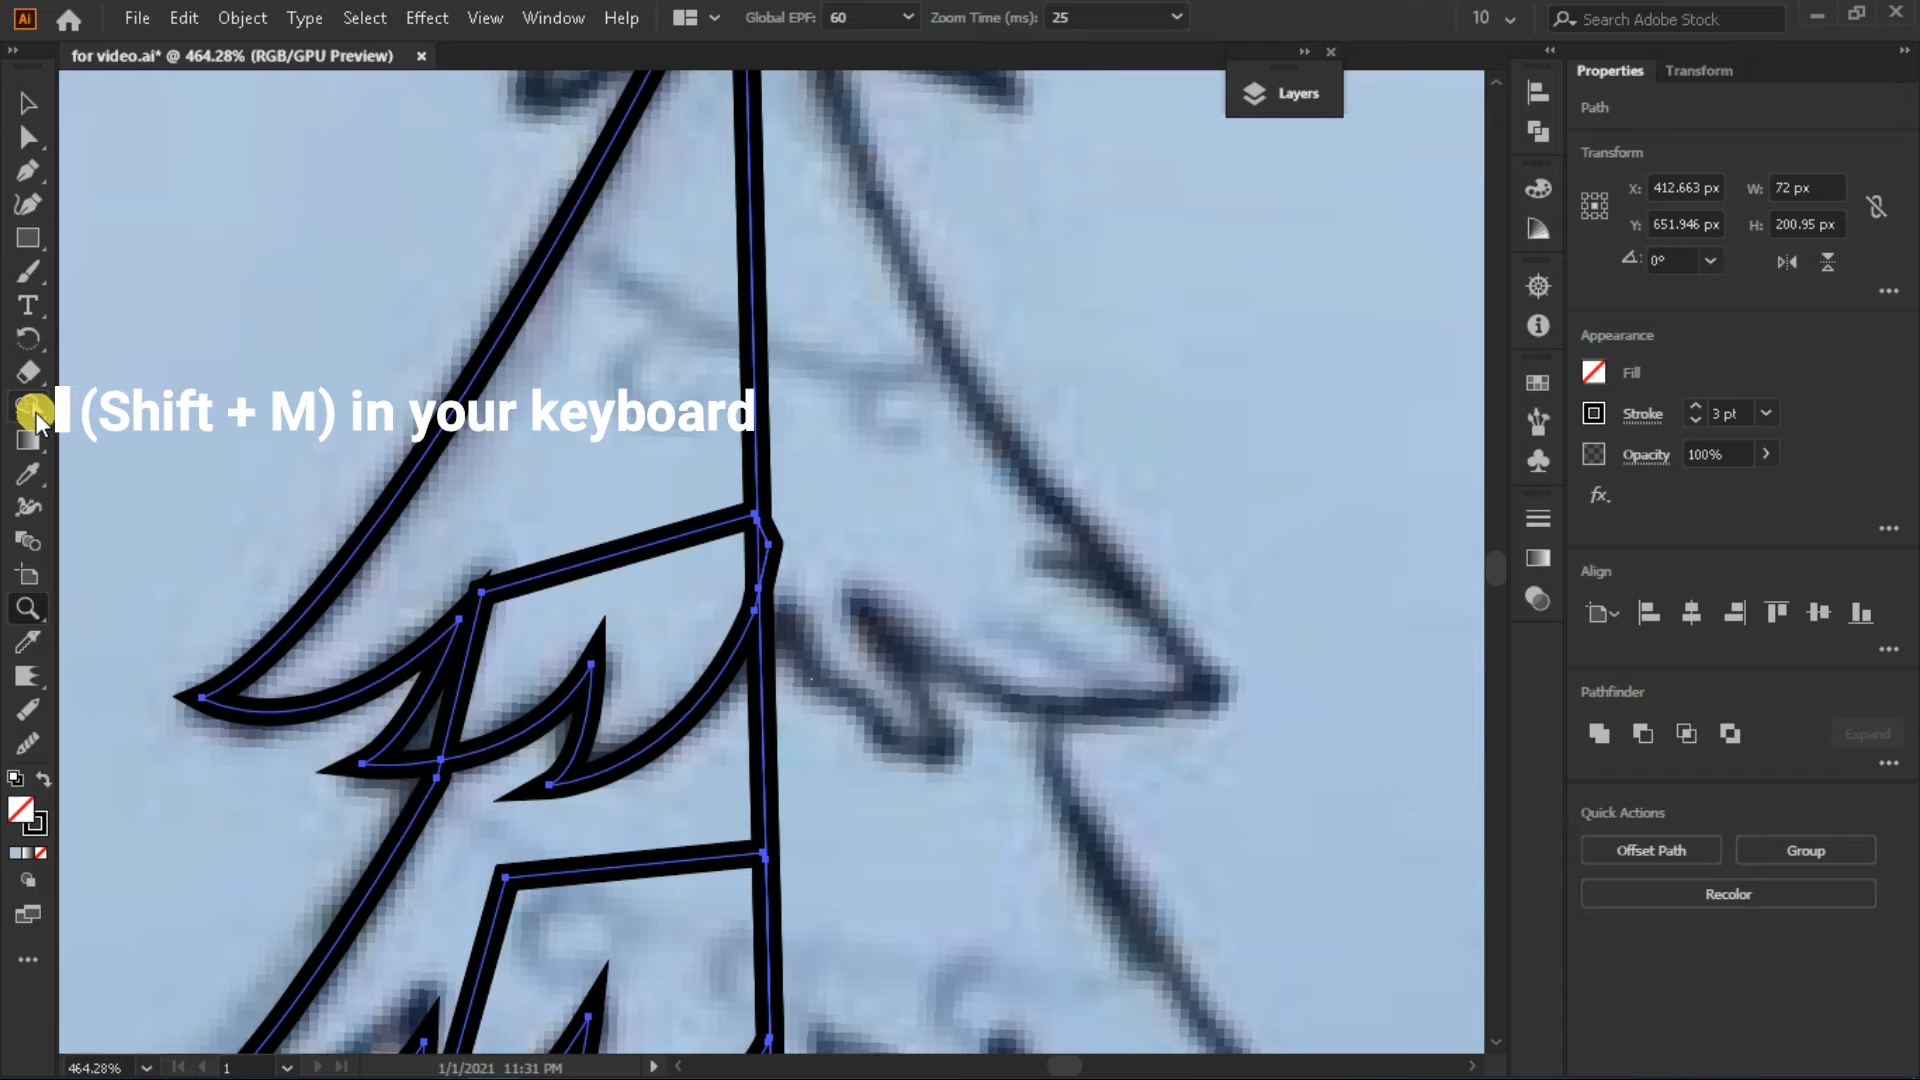 Ai File Edit Object Type Select Effect View Window Help Global EPF: 60 Zoom Time (ms): 25 10 Search Adobe Stock
for video.ai* @ 464.28% (RGB/GPU Preview)
Layers
Properties Transform
Path
Transform
X: 412.663 px W: 72 px
Y: 651.946 px H: 200.95 px
0°
Appearance
Fill
Stroke 3 pt
Opacity 100%
fx.
(Shift + M) in your keyboard
Align
Pathfinder
Expand
Quick Actions
Offset Path Group
Recolor
464.28% 1 1/1/2021 11:31 PM